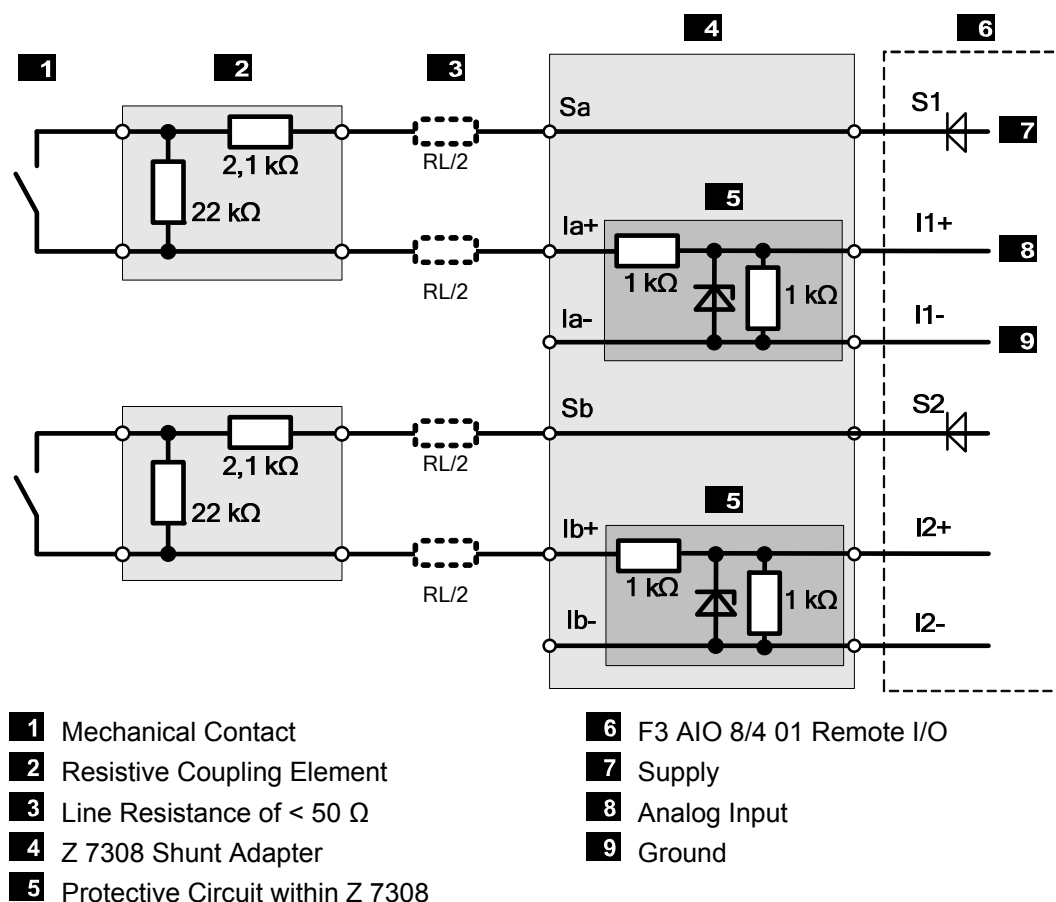 6
4
1 2 3
Sa S1
7
2,1 kΩ RL/2
5
22 kΩ
Ia+ I1+
8
1 kΩ 1 kΩ
RL/2
Ia- I1-
9
Sb S2
2,1 kΩ RL/2
5
22 kΩ
Ib+ I2+
1 kΩ 1 kΩ
RL/2
Ib- I2-
1 Mechanical Contact
2 Resistive Coupling Element
3 Line Resistance of < 50 Ω
4 Z 7308 Shunt Adapter
5 Protective Circuit within Z 7308
6 F3 AIO 8/4 01 Remote I/O
7 Supply
8 Analog Input
9 Ground